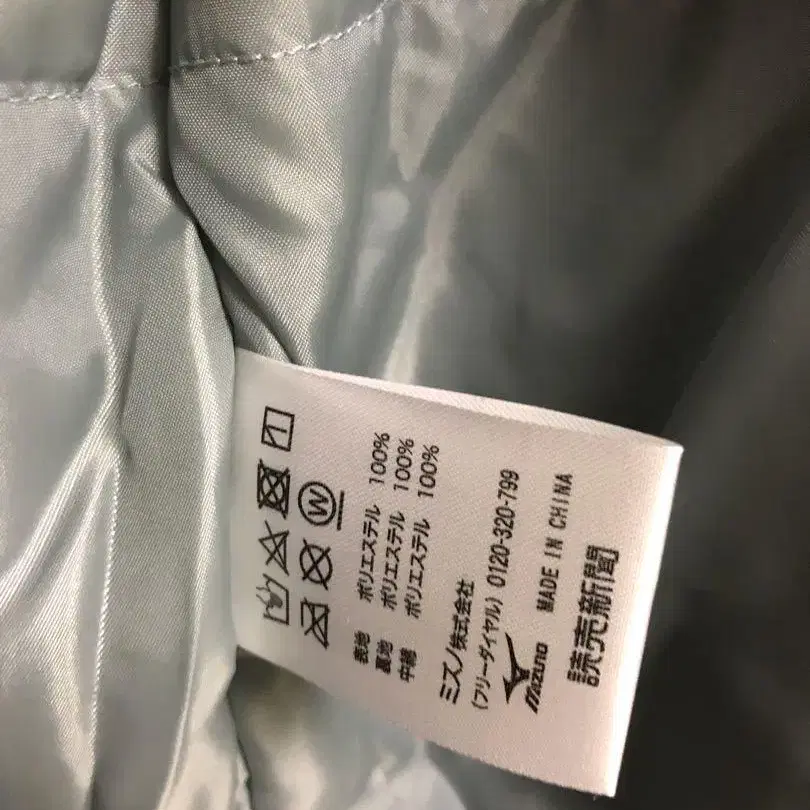 表地 ポリエステル 100%
裏地 ポリエステル 100%
中綿 ポリエステル 100%
ミズノ株式会社
(フリーダイヤル) 0120-320-799
MIZUNO MADE IN CHINA
読売新聞